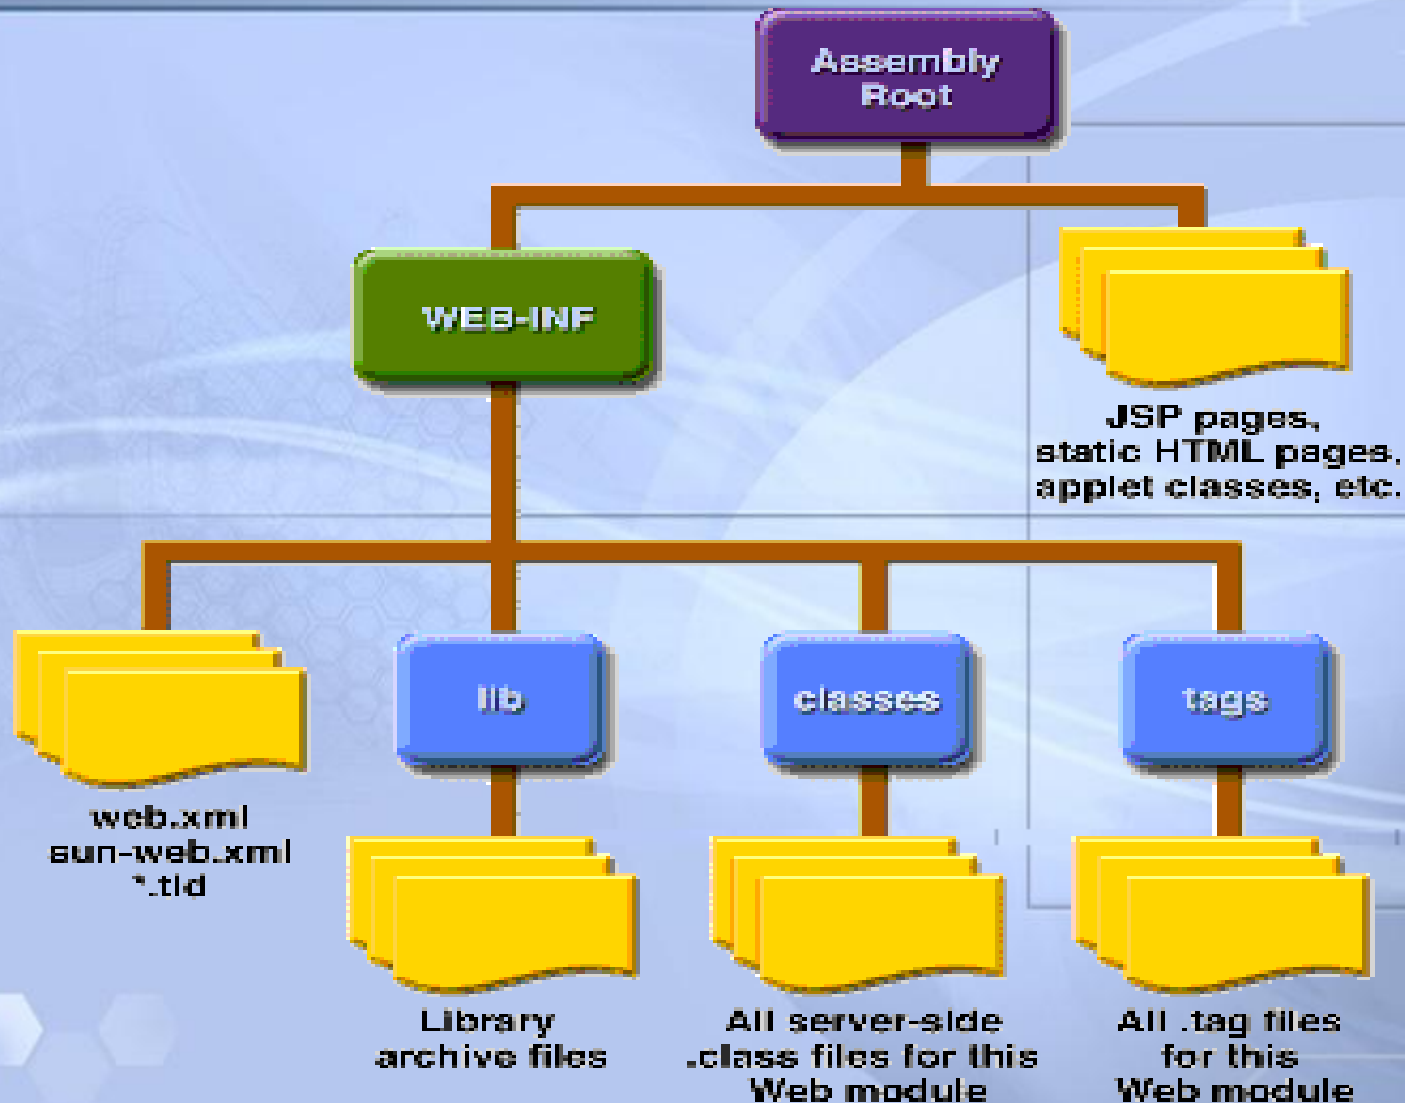 Assembly
Root
WEB-INF
JSP pages,
static HTML pages,
applet classes, etc.
lib
classes
tags
web.xml
sun-web.xml
*.tld
Library
archive files
All server-side
.class files for this
Web module
All .tag files
for this
Web module